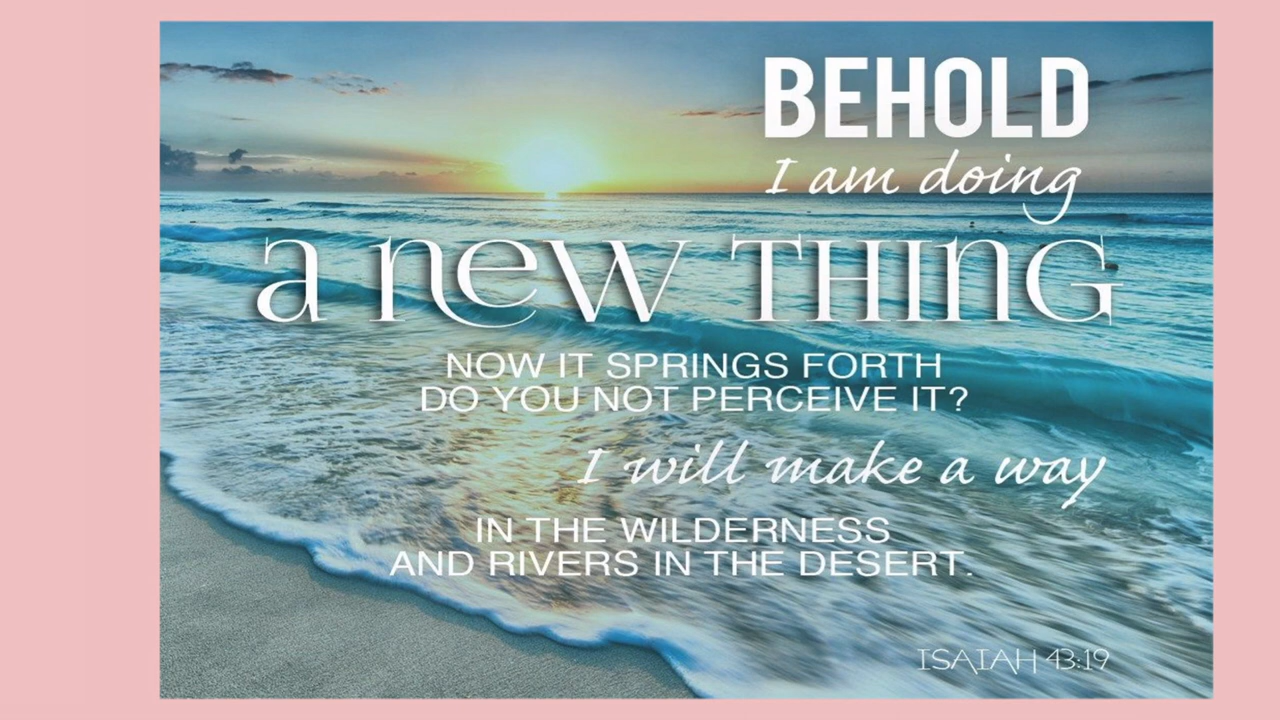 BEHOLD
I am doing
a new THING
NOW IT SPRINGS FORTH
DO YOU NOT PERCEIVE IT?
I will make a way
IN THE WILDERNESS
AND RIVERS IN THE DESERT.
ISAIAH 43:19